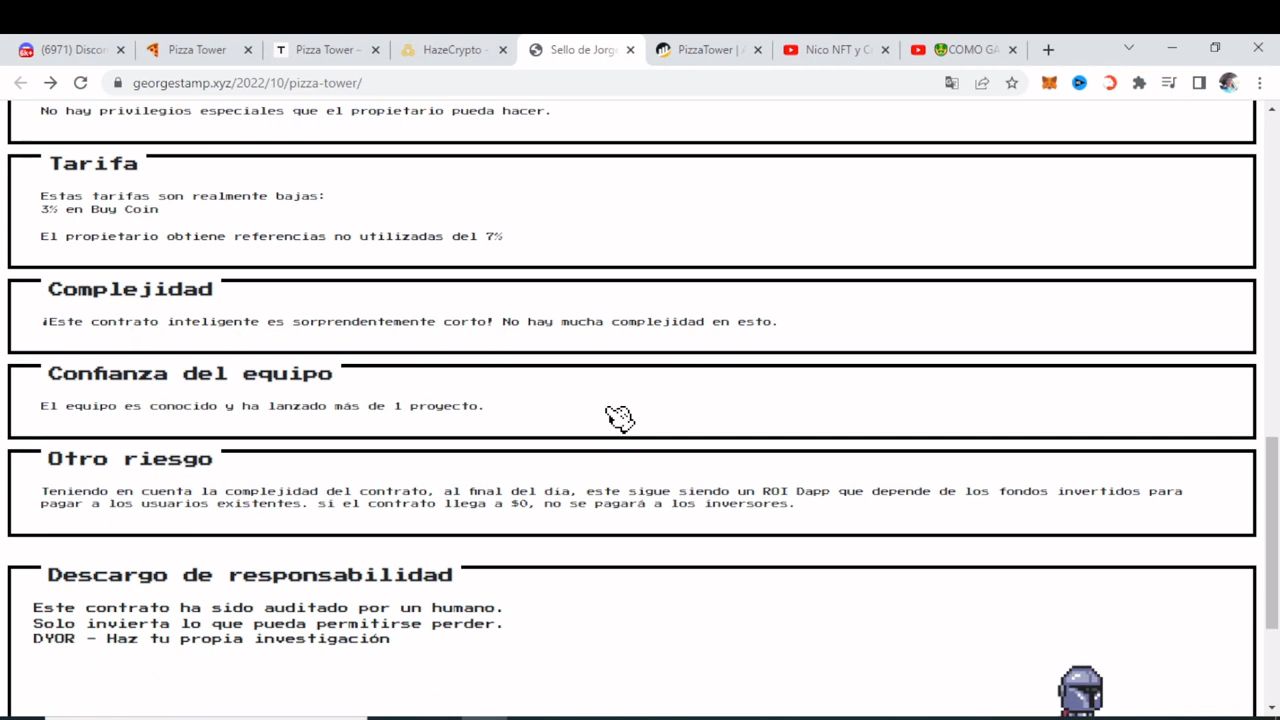 (6971) Discor
Pizza Tower
Pizza Tower –
HazeCrypto -
Sello de Jorge
PizzaTower | A
Nico NFT y C
COMO GA
georgestamp.xyz/2022/10/pizza-tower/
No hay privilegios especiales que el propietario pueda hacer.
Tarifa
Estas tarifas son realmente bajas:
3% en Buy Coin
El propietario obtiene referencias no utilizadas del 7%
Complejidad
¡Este contrato inteligente es sorprendentemente corto! No hay mucha complejidad en esto.
Confianza del equipo
El equipo es conocido y ha lanzado más de 1 proyecto.
Otro riesgo
Teniendo en cuenta la complejidad del contrato, al final del día, este sigue siendo un ROI Dapp que depende de los fondos invertidos para
pagar a los usuarios existentes. si el contrato llega a $0, no se pagará a los inversores.
Descargo de responsabilidad
Este contrato ha sido auditado por un humano.
Solo invierta lo que pueda permitirse perder.
DYOR – Haz tu propia investigación